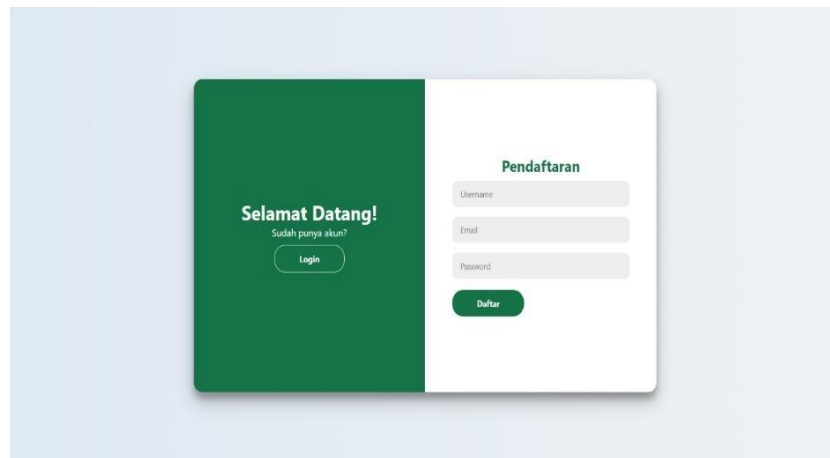 Selamat Datang!
Sudah punya akun?
Login
Pendaftaran
Username
Email
Password
Daftar